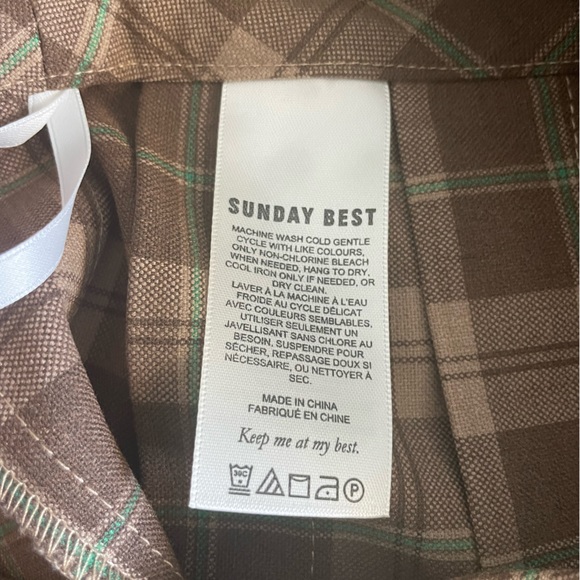 SUNDAY BEST
MACHINE WASH COLD GENTLE
CYCLE WITH LIKE COLOURS,
ONLY NON-CHLORINE BLEACH
WHEN NEEDED, HANG TO DRY,
COOL IRON ONLY IF NEEDED, OR
DRY CLEAN.
LAVER À LA MACHINE À L'EAU
FROIDE AU CYCLE DÉLICAT
AVEC COULEURS SEMBLABLES.
UTILISER SEULEMENT UN
JAVELLISANT SANS CHLORE AU
BESOIN, SUSPENDRE POUR
SÉCHER, REPASSAGE DOUX SI
NÉCESSAIRE, OU NETTOYER À
SEC.
MADE IN CHINA
FABRIQUÉ EN CHINE
Keep me at my best.
30C P